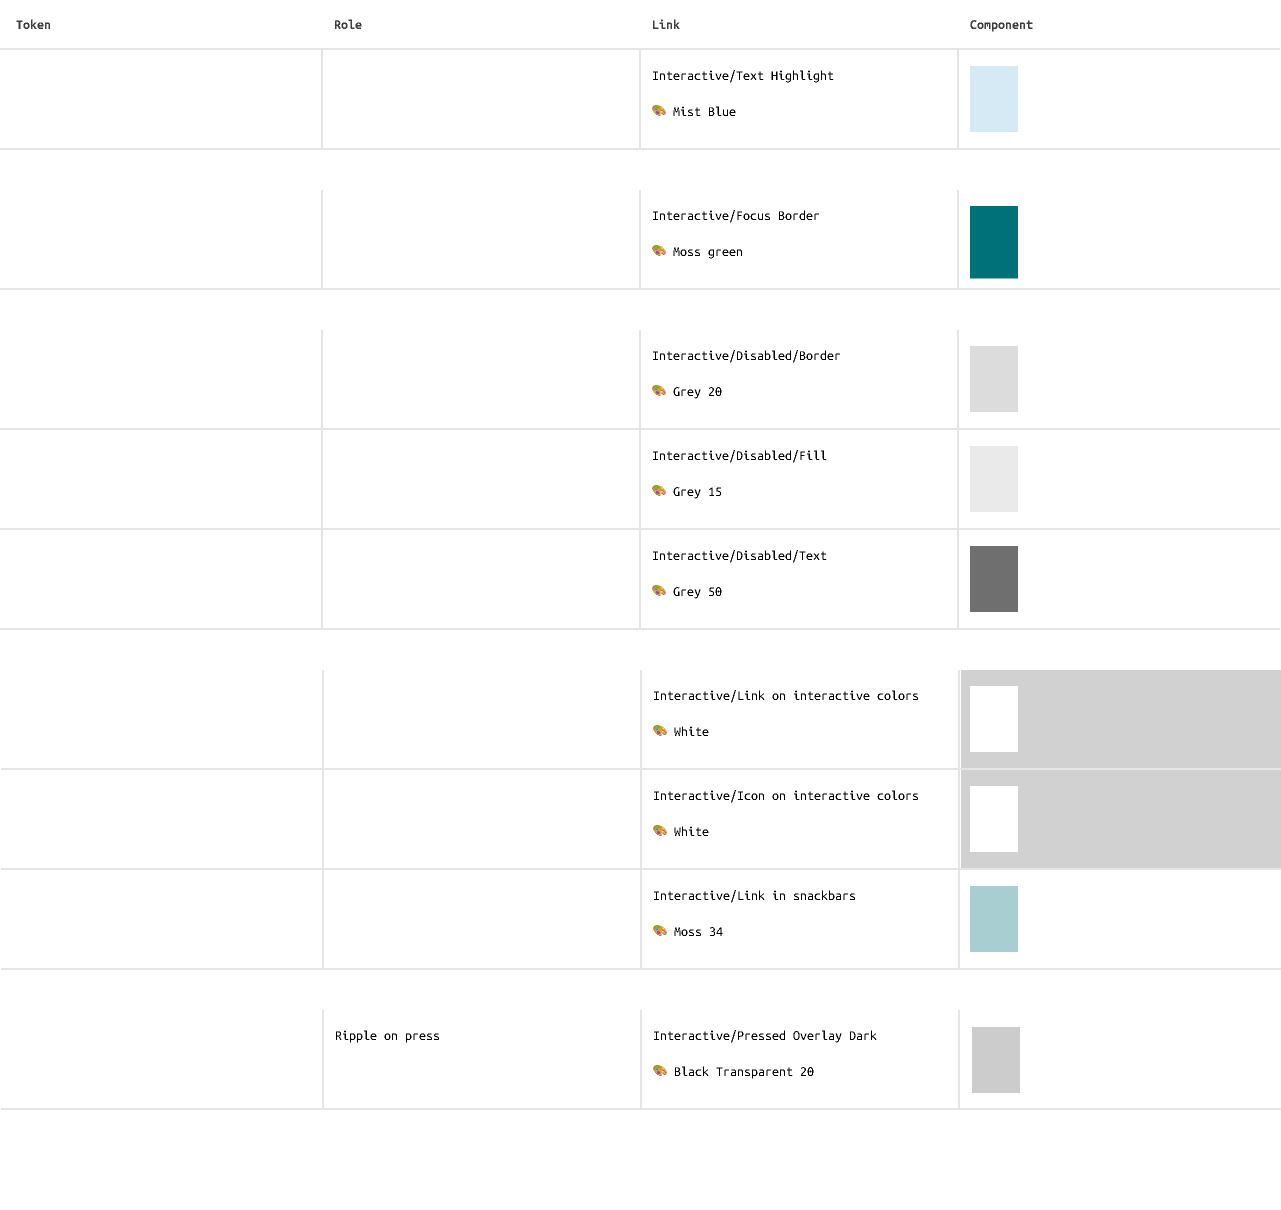 Token Role Link Component
Interactive/Text Highlight
🎨 Mist Blue
Interactive/Focus Border
🎨 Moss green
Interactive/Disabled/Border
🎨 Grey 20
Interactive/Disabled/Fill
🎨 Grey 15
Interactive/Disabled/Text
🎨 Grey 50
Interactive/Link on interactive colors
🎨 White
Interactive/Icon on interactive colors
🎨 White
Interactive/Link in snackbars
🎨 Moss 34
Ripple on press Interactive/Pressed Overlay Dark
🎨 Black Transparent 20